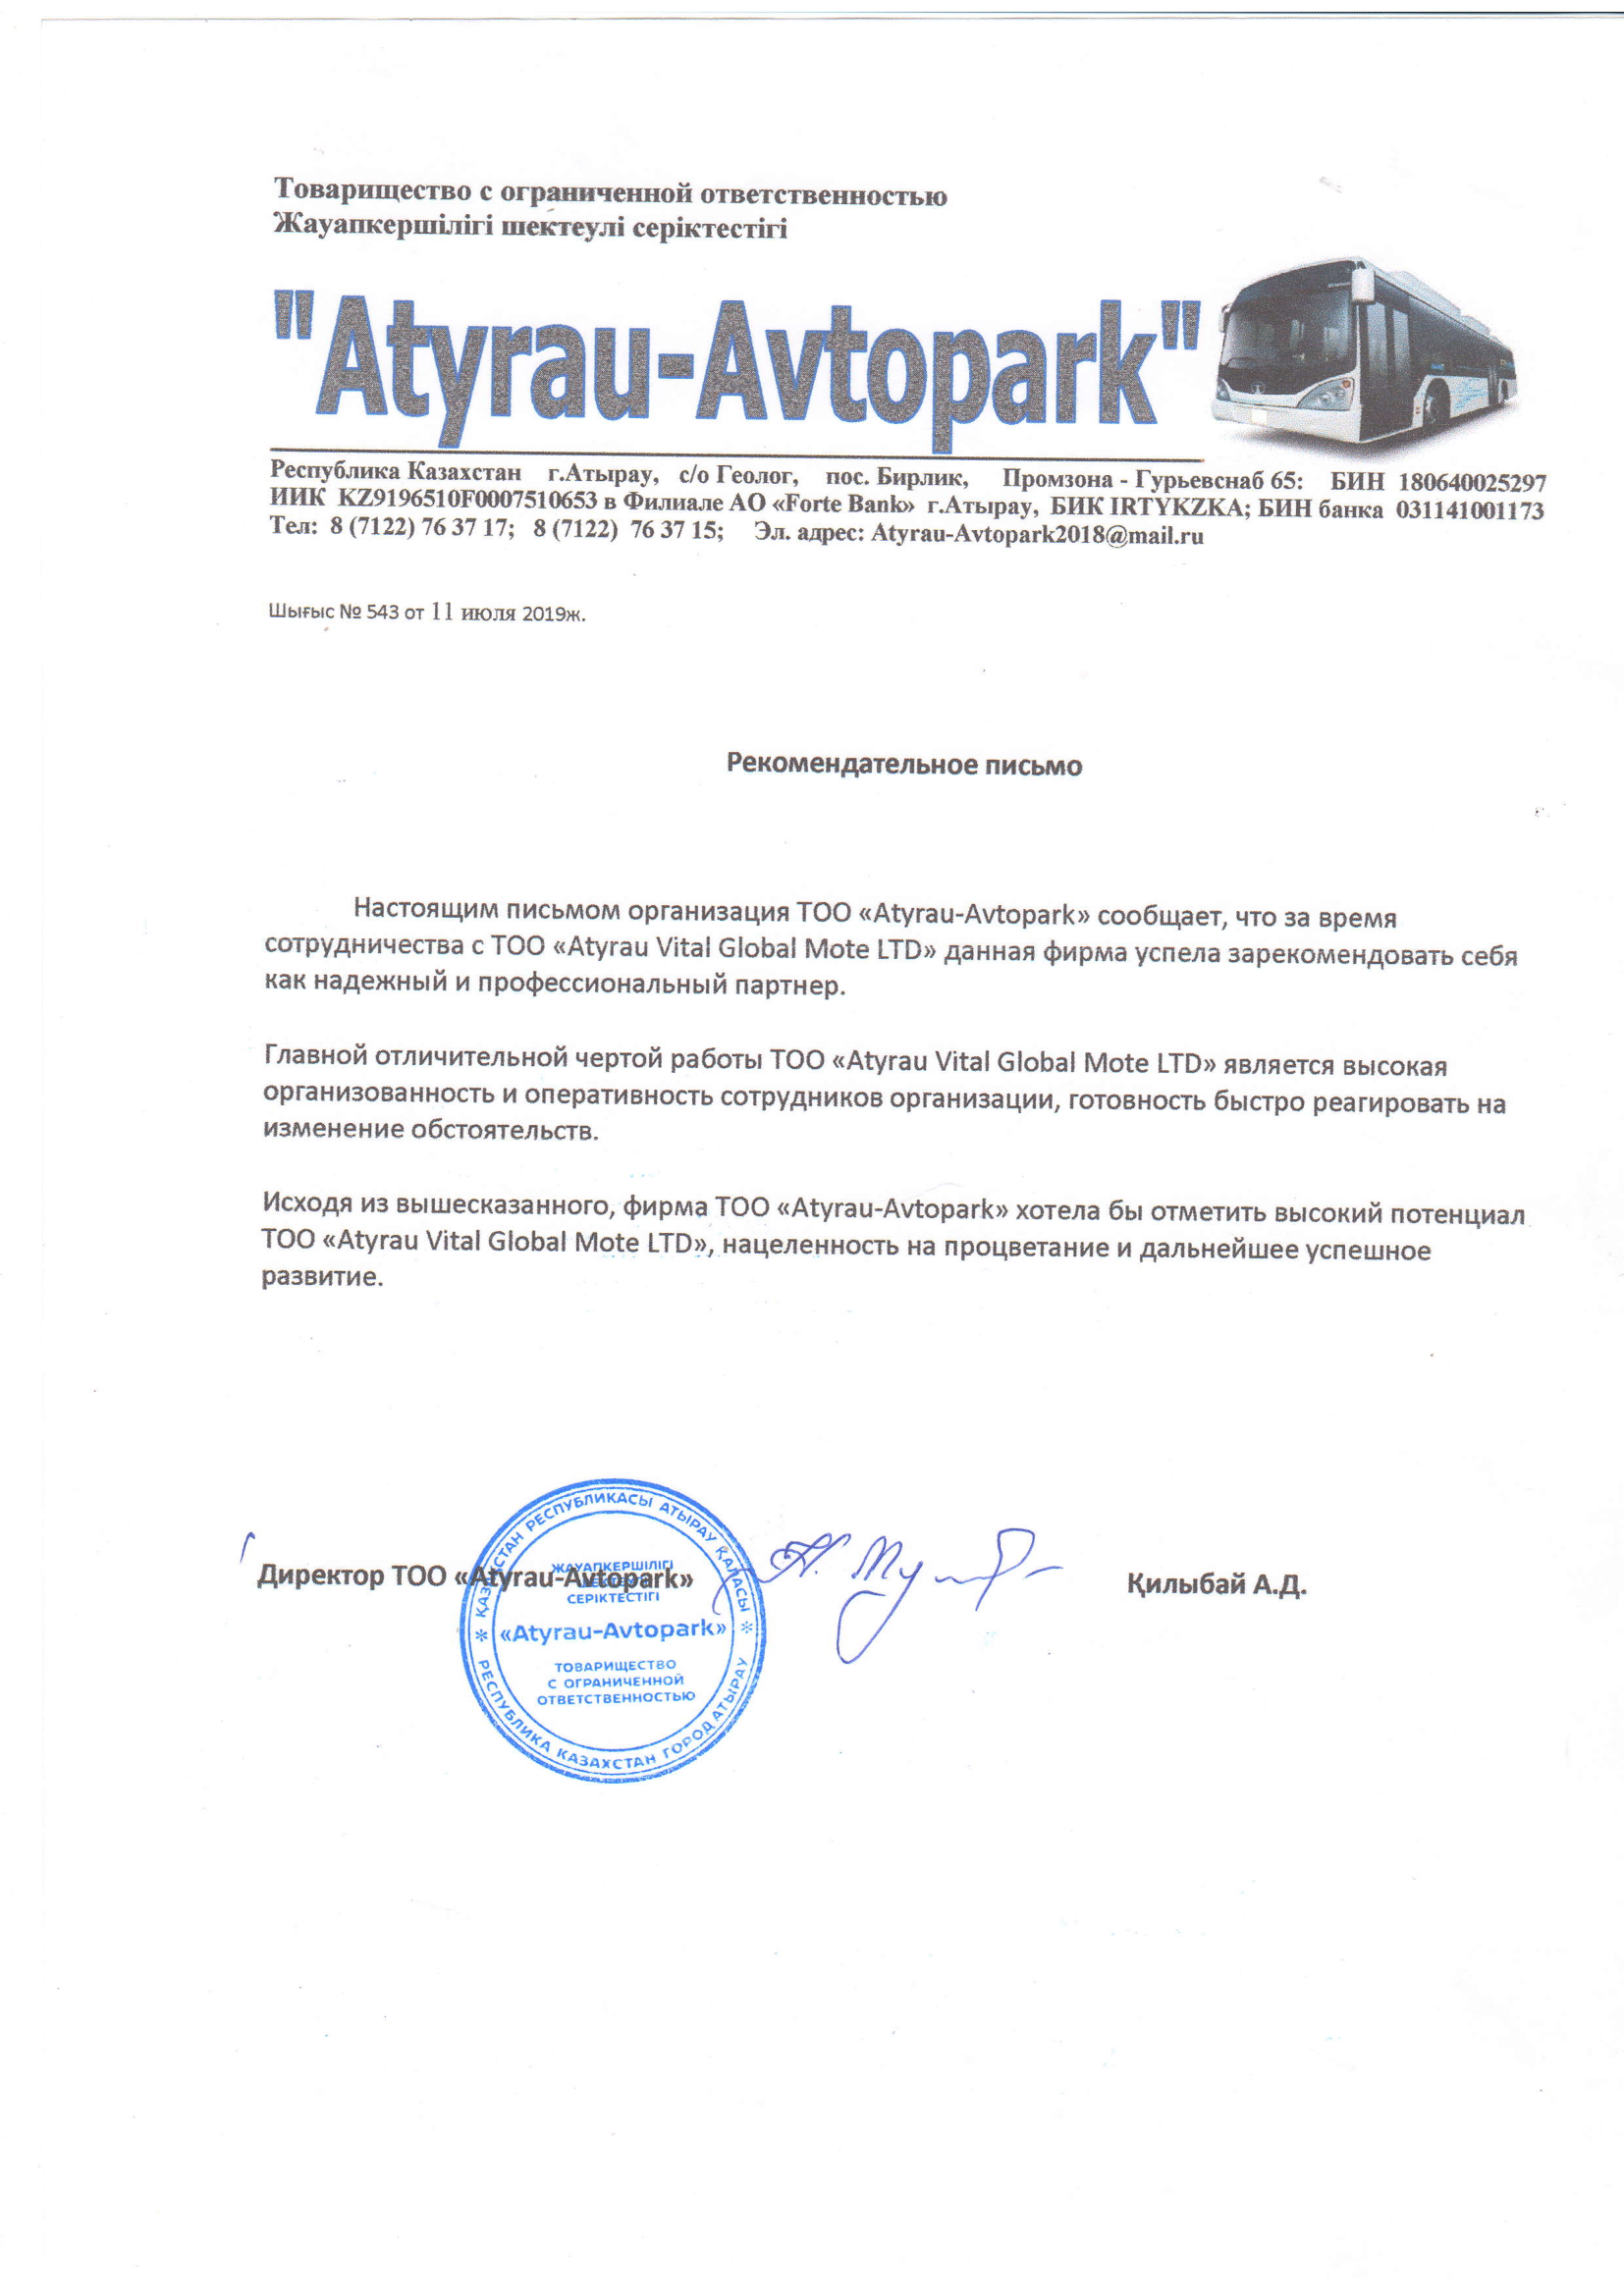 Товарищество с ограниченной ответственностью
Жауапкершілігі шектеулі серіктестігі
"Atyrau-Avtopark"
Республика Казахстан г.Атырау, с/о Геолог, пос. Бирлик, Промзона - Гурьевснаб 65: БИН 180640025297
ИИК KZ9196510F0007510653 в Филиале АО «Forte Bank» г.Атырау, БИК IRTYKZKA; БИН банка 031141001173
Тел: 8 (7122) 76 37 17; 8 (7122) 76 37 15; Эл. адрес: Atyrau-Avtopark2018@mail.ru
Шығыс № 543 от 11 июля 2019ж.
Рекомендательное письмо
Настоящим письмом организация ТОО «Atyrau-Avtopark» сообщает, что за время
сотрудничества с ТОО «Atyrau Vital Global Mote LTD» данная фирма успела зарекомендовать себя
как надежный и профессиональный партнер.
Главной отличительной чертой работы ТОО «Atyrau Vital Global Mote LTD» является высокая
организованность и оперативность сотрудников организации, готовность быстро реагировать на
изменение обстоятельств.
Исходя из вышесказанного, фирма ТОО «Atyrau-Avtopark» хотела бы отметить высокий потенциал
ТОО «Atyrau Vital Global Mote LTD», нацеленность на процветание и дальнейшее успешное
развитие.
Директор ТОО «Atyrau-Avtopark»
Қилыбай А.Д.
ҚАЗАҚСТАН РЕСПУБЛИКАСЫ АТЫРАУ ҚАЛАСЫ
ЖАУАПКЕРШІЛІГІ
СЕРІКТЕСТІГІ
«Atyrau-Avtopark»
ТОВАРИЩЕСТВО
С ОГРАНИЧЕННОЙ
ОТВЕТСТВЕННОСТЬЮ
РЕСПУБЛИКА КАЗАХСТАН ГОРОД АТЫРАУ